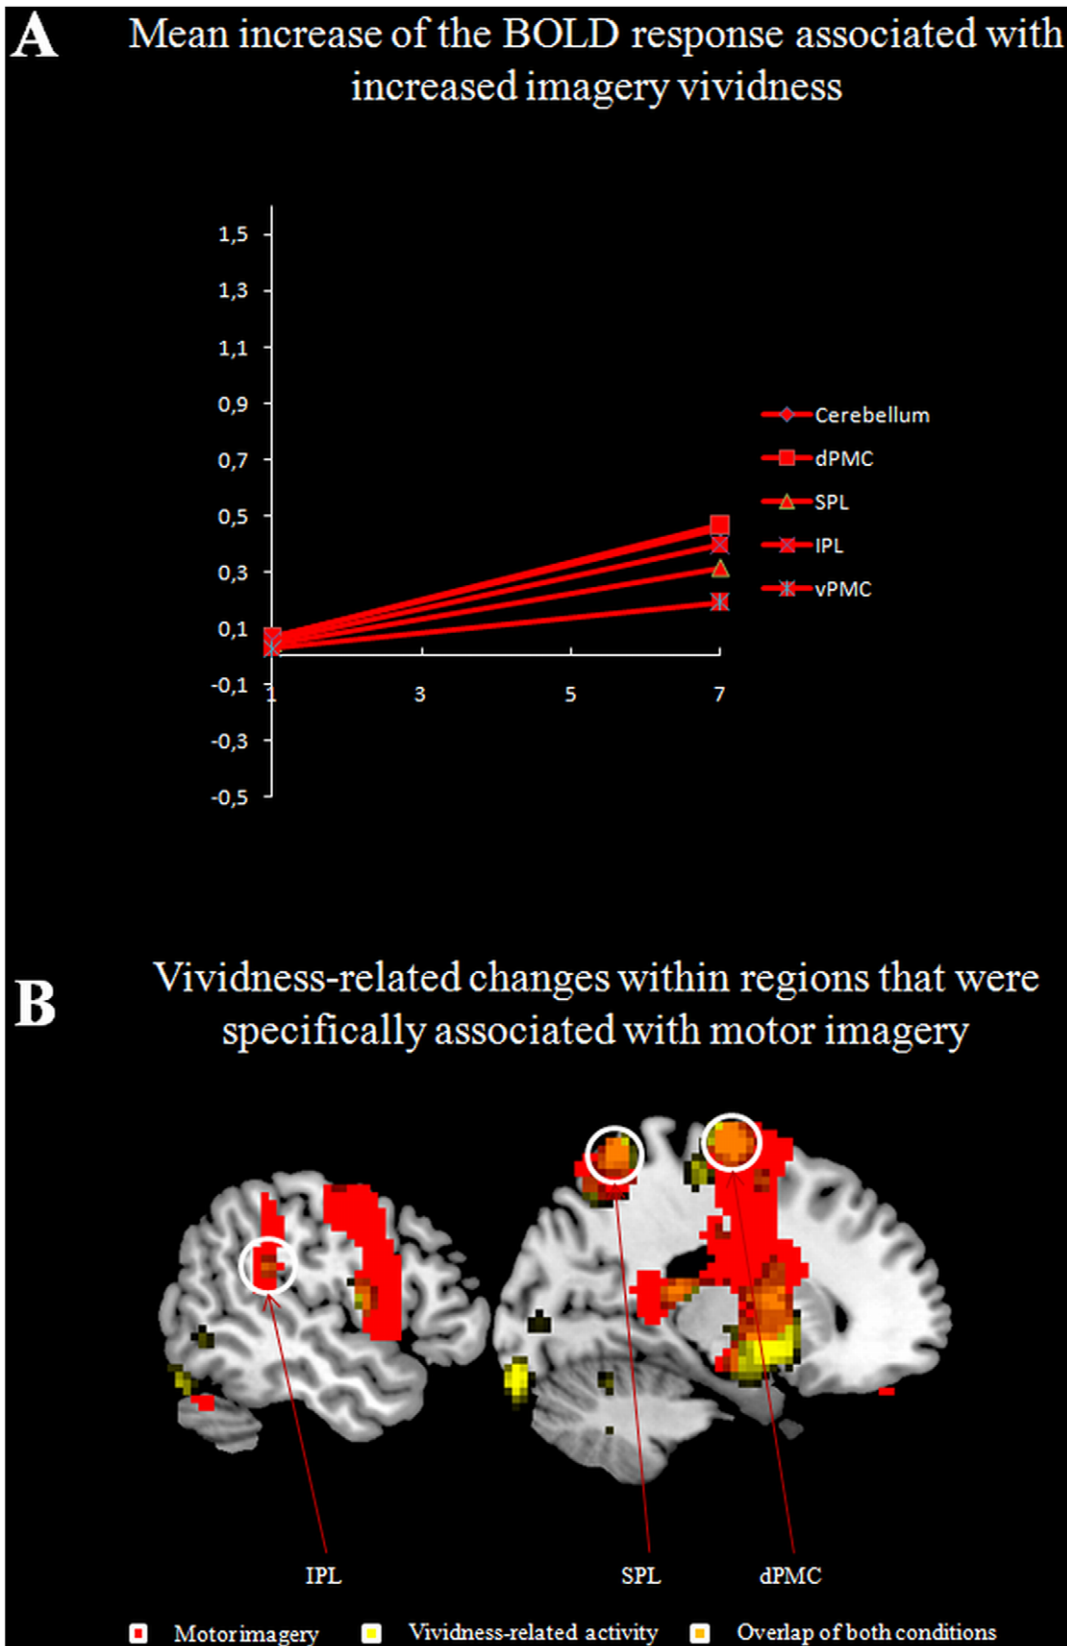 A
Mean increase of the BOLD response associated with
increased imagery vividness
1,5
1,3
1,1
0,9
0,7
0,5
0,3
0,1
-0,1
-0,3
-0,5
1 3 5 7
Cerebellum
dPMC
SPL
IPL
vPMC
B
Vividness-related changes within regions that were
specifically associated with motor imagery
IPL SPL dPMC
Motor imagery Vividness-related activity Overlap of both conditions